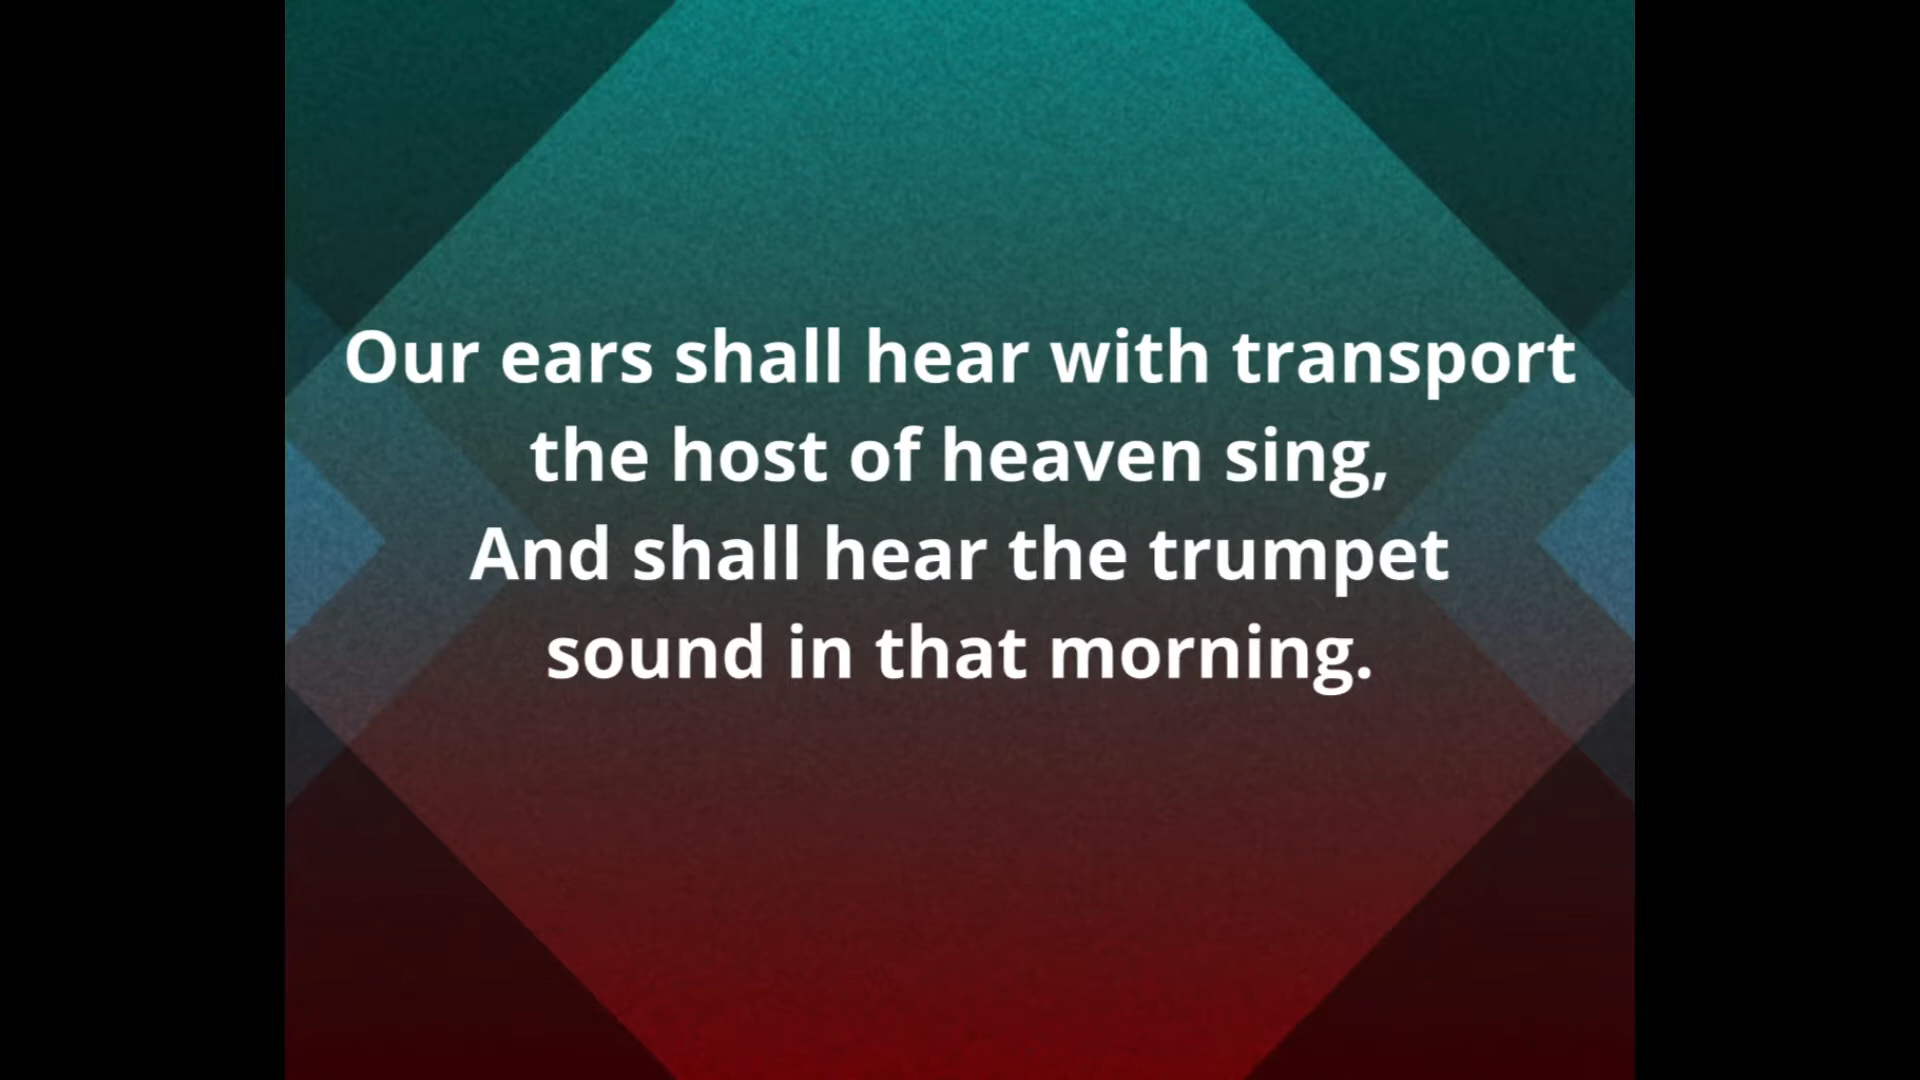 Our ears shall hear with transport
the host of heaven sing,
And shall hear the trumpet
sound in that morning.